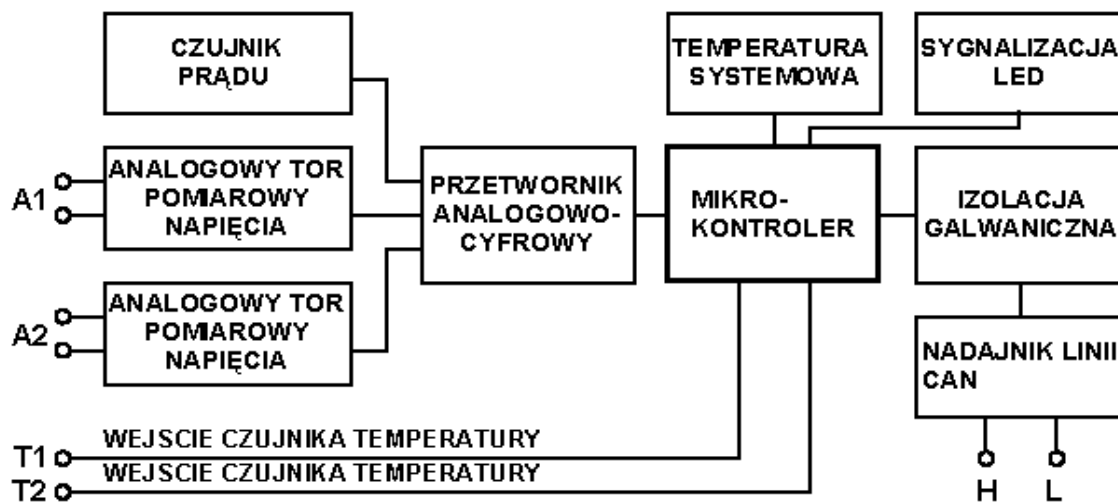 CZUJNIK
PRĄDU
TEMPERATURA
SYSTEMOWA
SYGNALIZACJA
LED
A1
ANALOGOWY TOR
POMIAROWY
NAPIĘCIA
PRZETWORNIK
ANALOGOWO-
CYFROWY
MIKRO-
KONTROLER
IZOLACJA
GALWANICZNA
A2
ANALOGOWY TOR
POMIAROWY
NAPIĘCIA
NADAJNIK LINII
CAN
T1
WEJSCIE CZUJNIKA TEMPERATURY
T2
WEJSCIE CZUJNIKA TEMPERATURY
H
L